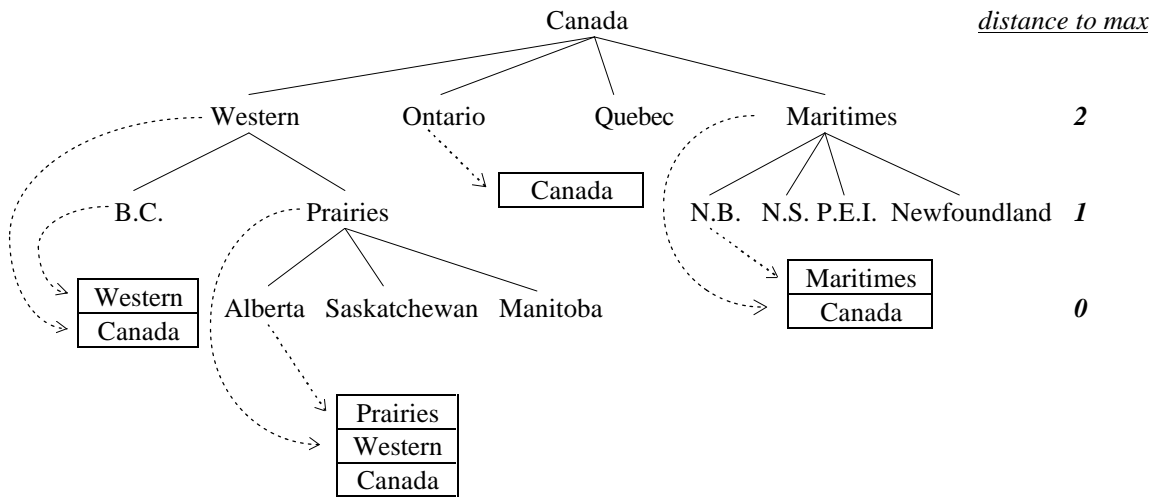 Canada distance to max
Western Ontario Quebec Maritimes 2
Canada
B.C. Prairies N.B. N.S. P.E.I. Newfoundland 1
Maritimes
Western Alberta Saskatchewan Manitoba 0
Canada Canada
Prairies
Western
Canada